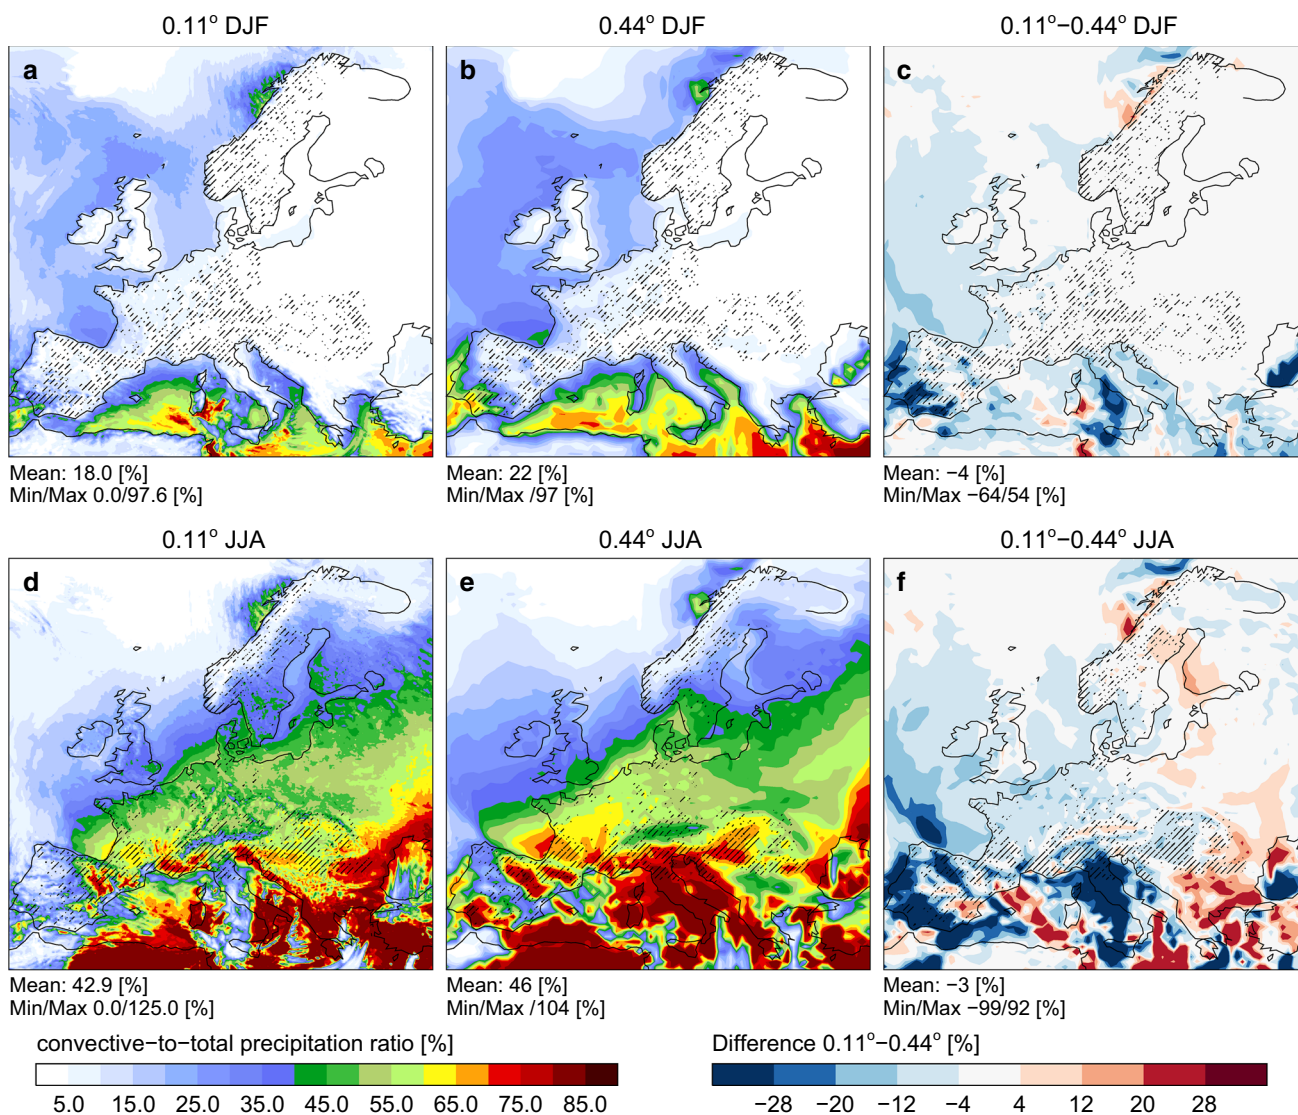 0.11° DJF
0.44° DJF
0.11°−0.44° DJF
a
b
c
Mean: 18.0 [%]
Min/Max 0.0/97.6 [%]
Mean: 22 [%]
Min/Max /97 [%]
Mean: −4 [%]
Min/Max −64/54 [%]
0.11° JJA
0.44° JJA
0.11°−0.44° JJA
d
e
f
Mean: 42.9 [%]
Min/Max 0.0/125.0 [%]
Mean: 46 [%]
Min/Max /104 [%]
Mean: −3 [%]
Min/Max −99/92 [%]
convective−to−total precipitation ratio [%]
5.0 15.0 25.0 35.0 45.0 55.0 65.0 75.0 85.0
Difference 0.11°−0.44° [%]
−28 −20 −12 −4 4 12 20 28